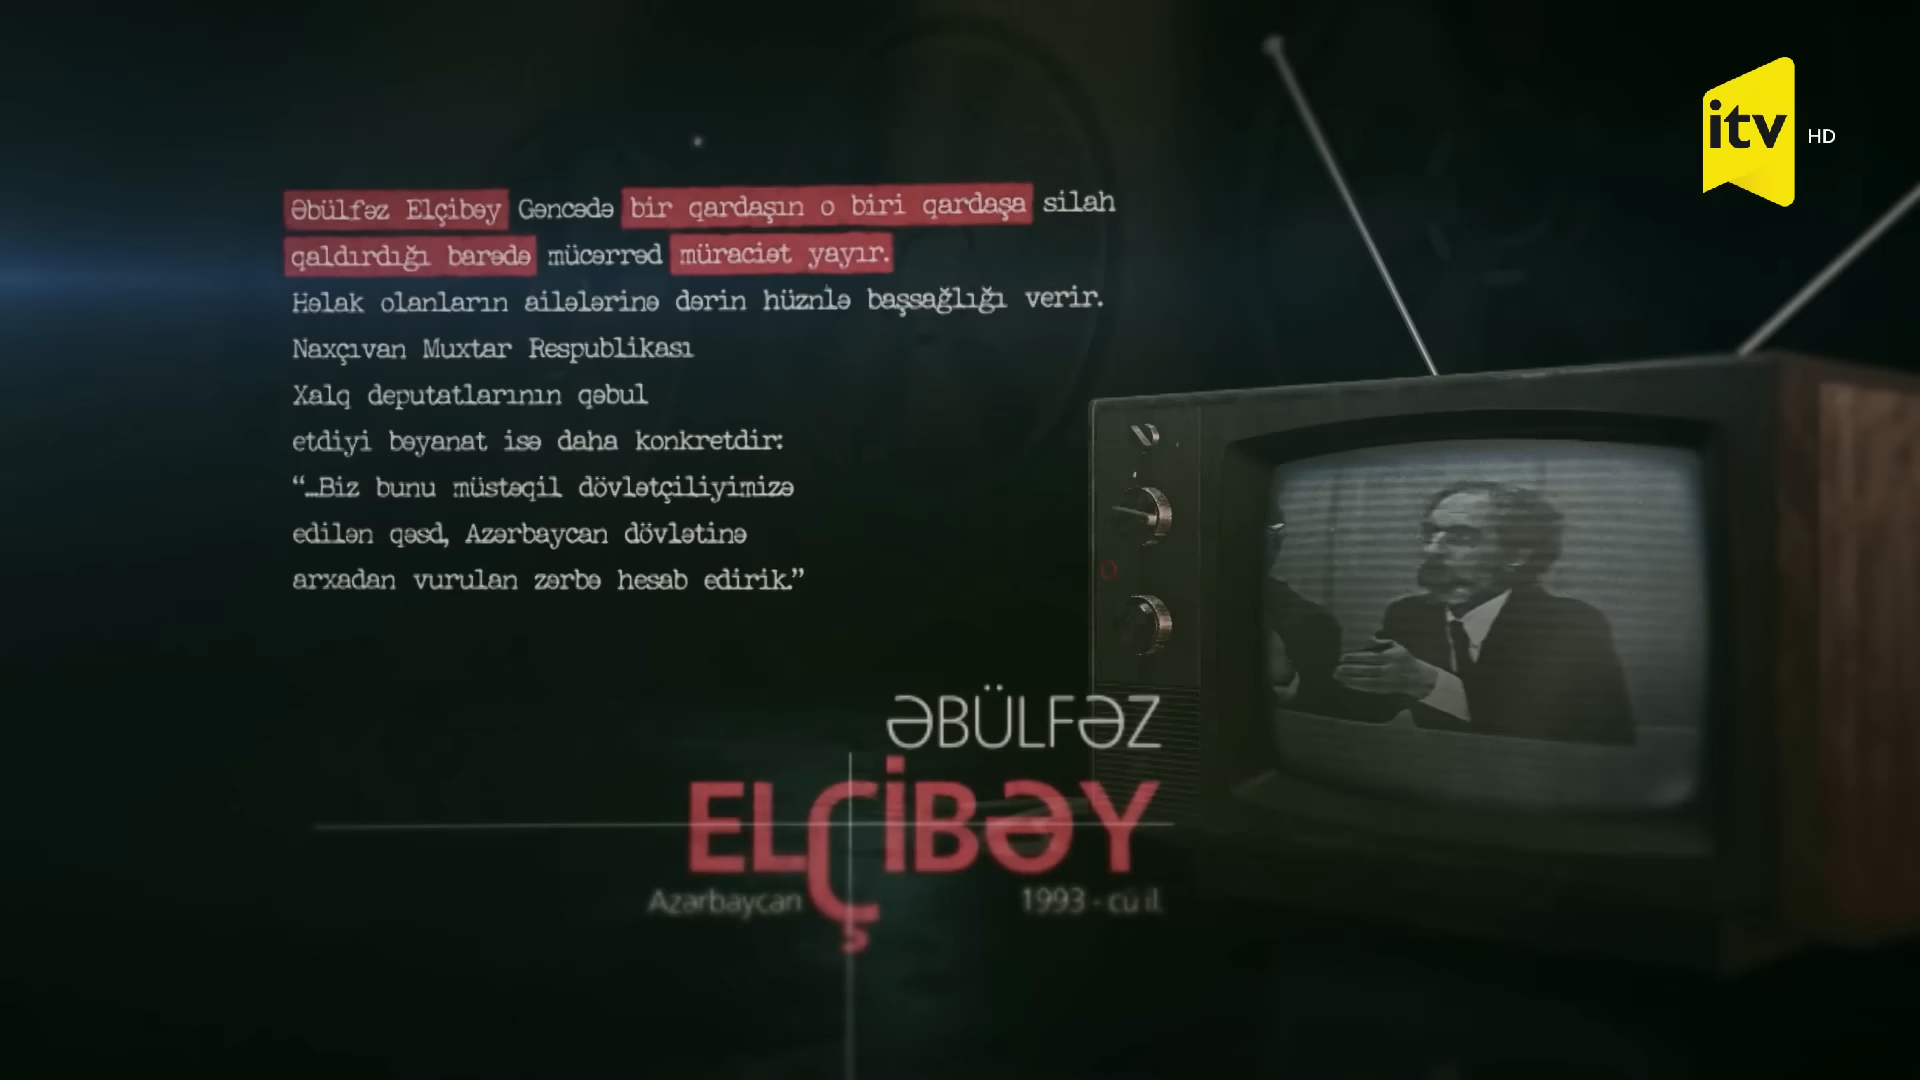 itv HD
Əbülfəz Elçibəy Gəncədə bir qardaşın o biri qardaşa silah
qaldırdığı barədə mücərrəd müraciət yayır.
Həlak olanların ailələrinə dərin hüznlə başsağlığı verir.
Naxçıvan Muxtar Respublikası
Xalq deputatlarının qəbul
etdiyi bəyanat isə daha konkretdir:
“...Biz bunu müstəqil dövlətçiliyimizə
edilən qəsd, Azərbaycan dövlətinə
arxadan vurulan zərbə hesab edirik.”
ƏBÜLFƏZ
ELÇİBƏY
Azərbaycan 1993 - cü il.